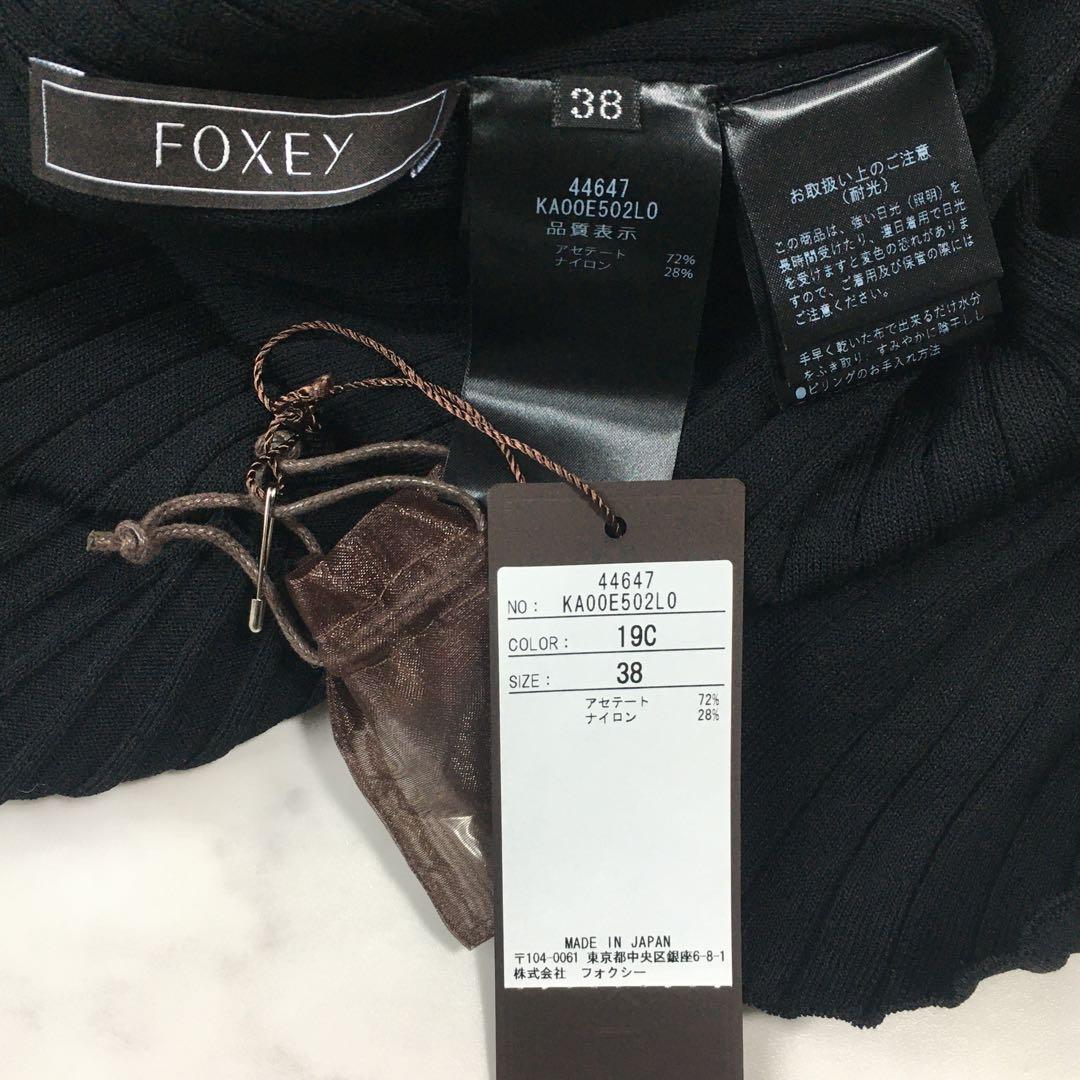 FOXEY
38
44647
KA00E502L0
品質表示
アセテート 72%
ナイロン 28%
お取扱い上のご注意
(耐光)
この商品は、強い日光(照明)を
長時間受けたり、連日着用で日光
を受けますと変色の恐れがありま
すので、ご着用及び保管の際には
ご注意ください。
手早く乾いた布で出来るだけ水分
をふき取り、すみやかに陰干しし
●ピリングのお手入れ方法
44647
NO: KA00E502L0
COLOR: 19C
SIZE: 38
アセテート 72%
ナイロン 28%
MADE IN JAPAN
〒104-0061 東京都中央区銀座6-8-1
株式会社 フォクシー